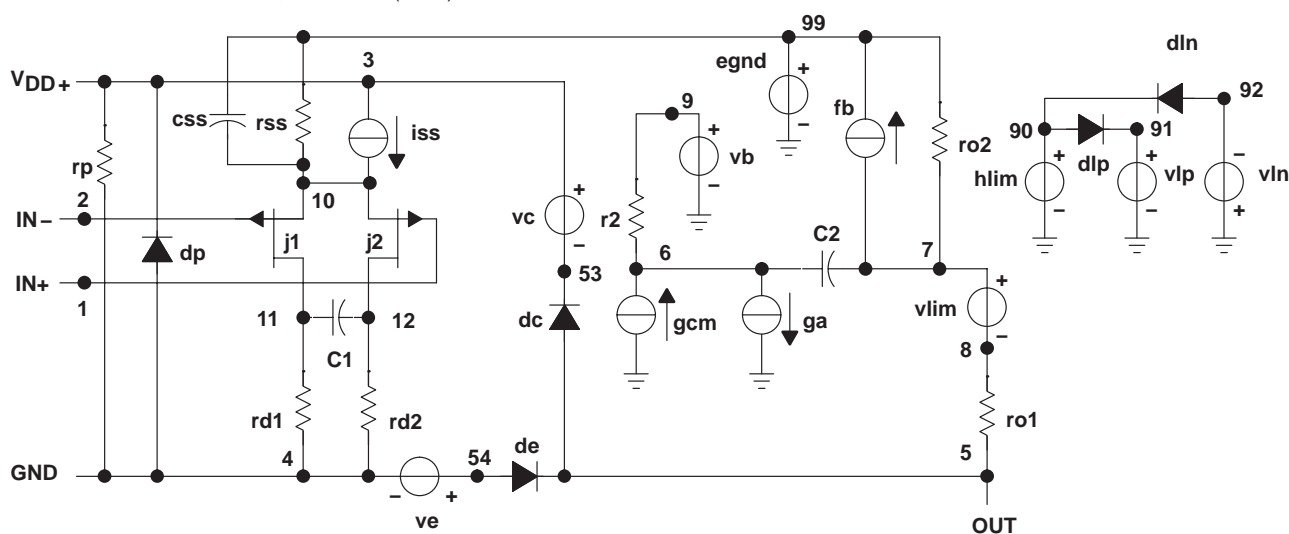 99
dln
3
egnd
+
V DD+
92
9
fb
css
rss
iss
+
90
91
rp
vb
ro2
+
+
–
dlp
hlim
vlp
vln
2
10
r2
IN–
vc
j1
j2
C2
dp
6
7
IN+
53
1
gcm
ga
vlim
11
12
dc
8
C1
rd1
rd2
ro1
de
5
4
54
GND
–
+
ve
OUT